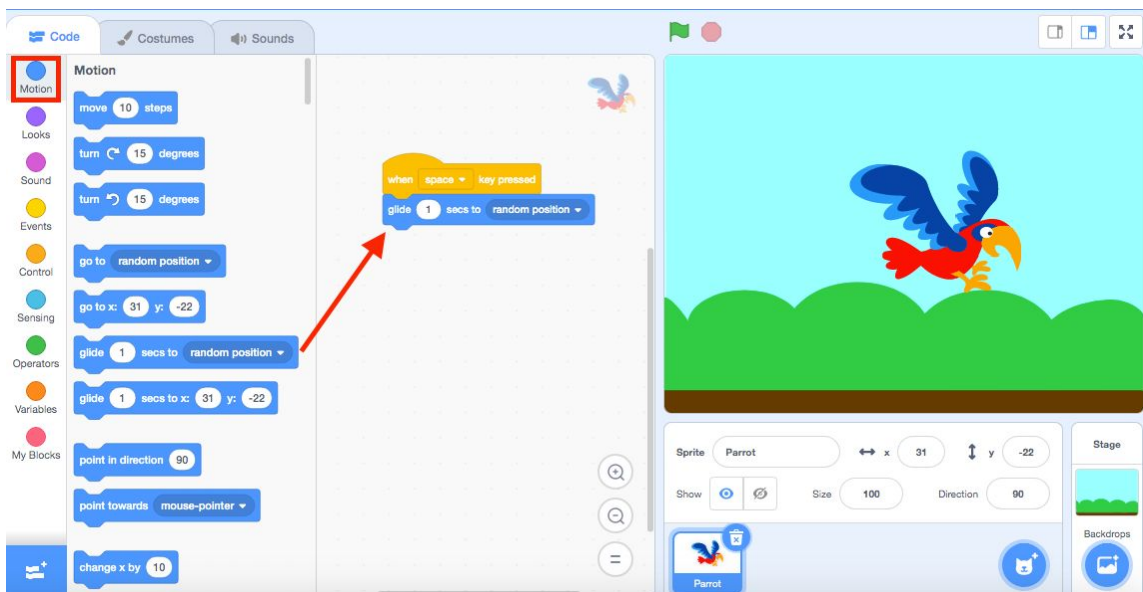 Code
Costumes
Sounds
Motion
Looks
Sound
Events
Control
Sensing
Operators
Variables
My Blocks
Motion
move 10 steps
turn 15 degrees
turn 15 degrees
go to random position
go to x: 31 y: -22
glide 1 secs to random position
glide 1 secs to x: 31 y: -22
point in direction 90
point towards mouse-pointer
change x by 10
when space key pressed
glide 1 secs to random position
Sprite Parrot x 31 y -22
Show Size 100 Direction 90
Parrot
Stage
Backdrops